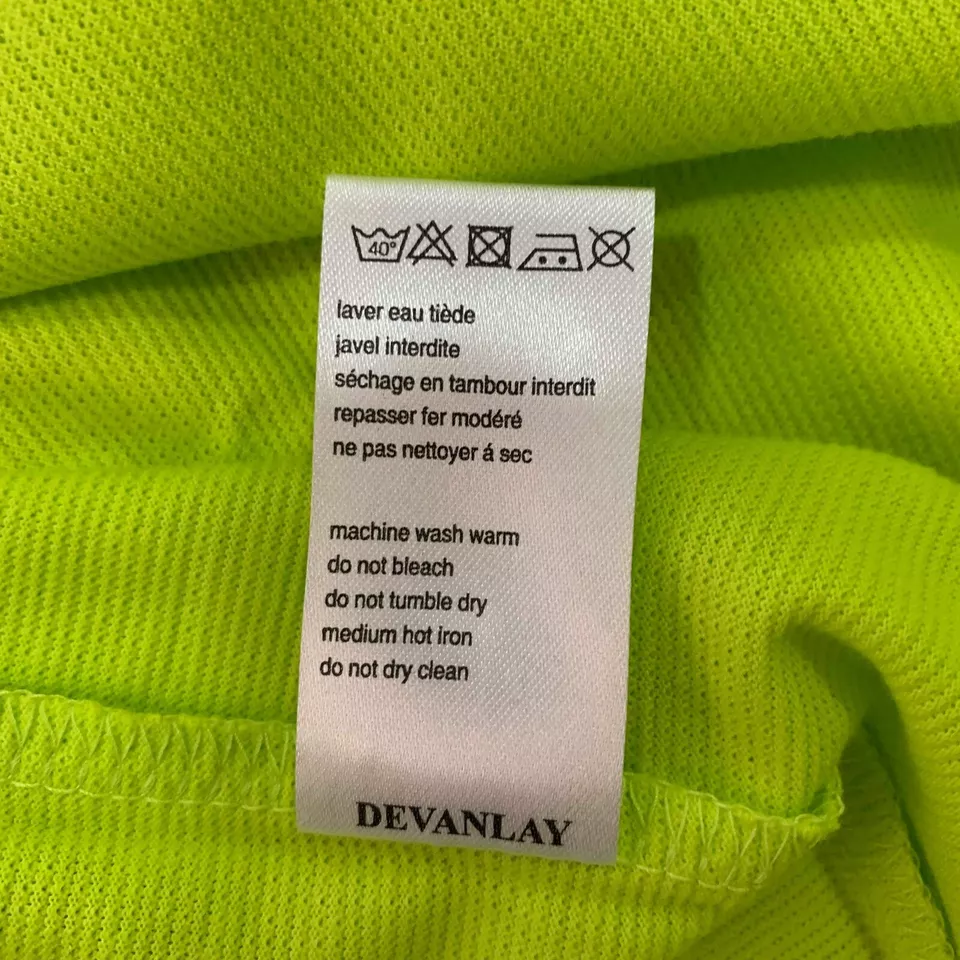 40°
laver eau tiède
javel interdite
séchage en tambour interdit
repasser fer modéré
ne pas nettoyer á sec
machine wash warm
do not bleach
do not tumble dry
medium hot iron
do not dry clean
DEVANLAY